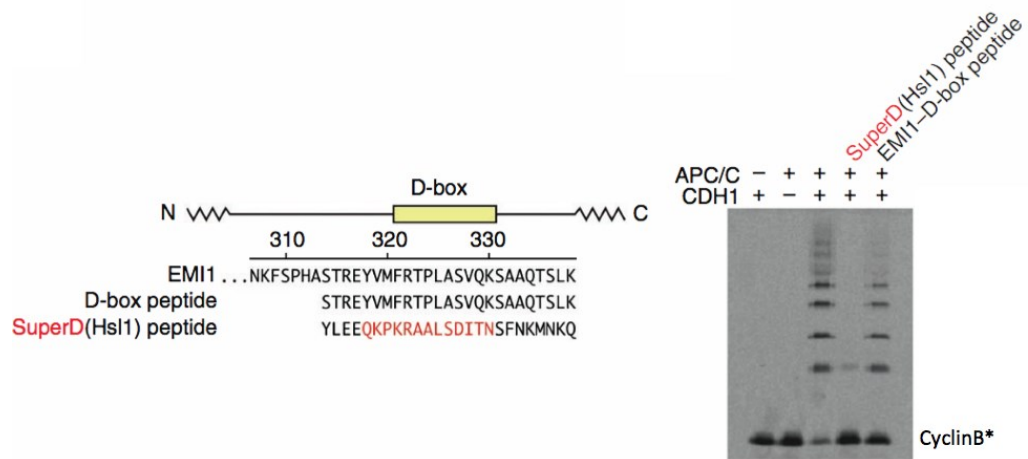 D-box
N C
310 320 330
EMI1 ...NKFSPHASTREYVMFRTPLASVQKSAAQTSLK
D-box peptide STREYVMFRTPLASVQKSAAQTSLK
SuperD(Hsl1) peptide YLEEQKPKRAALSDITNSFNKMNKQ
SuperD(Hsl1) peptide
EMI1–D-box peptide
APC/C – + + + +
CDH1 + – + + +
CyclinB*